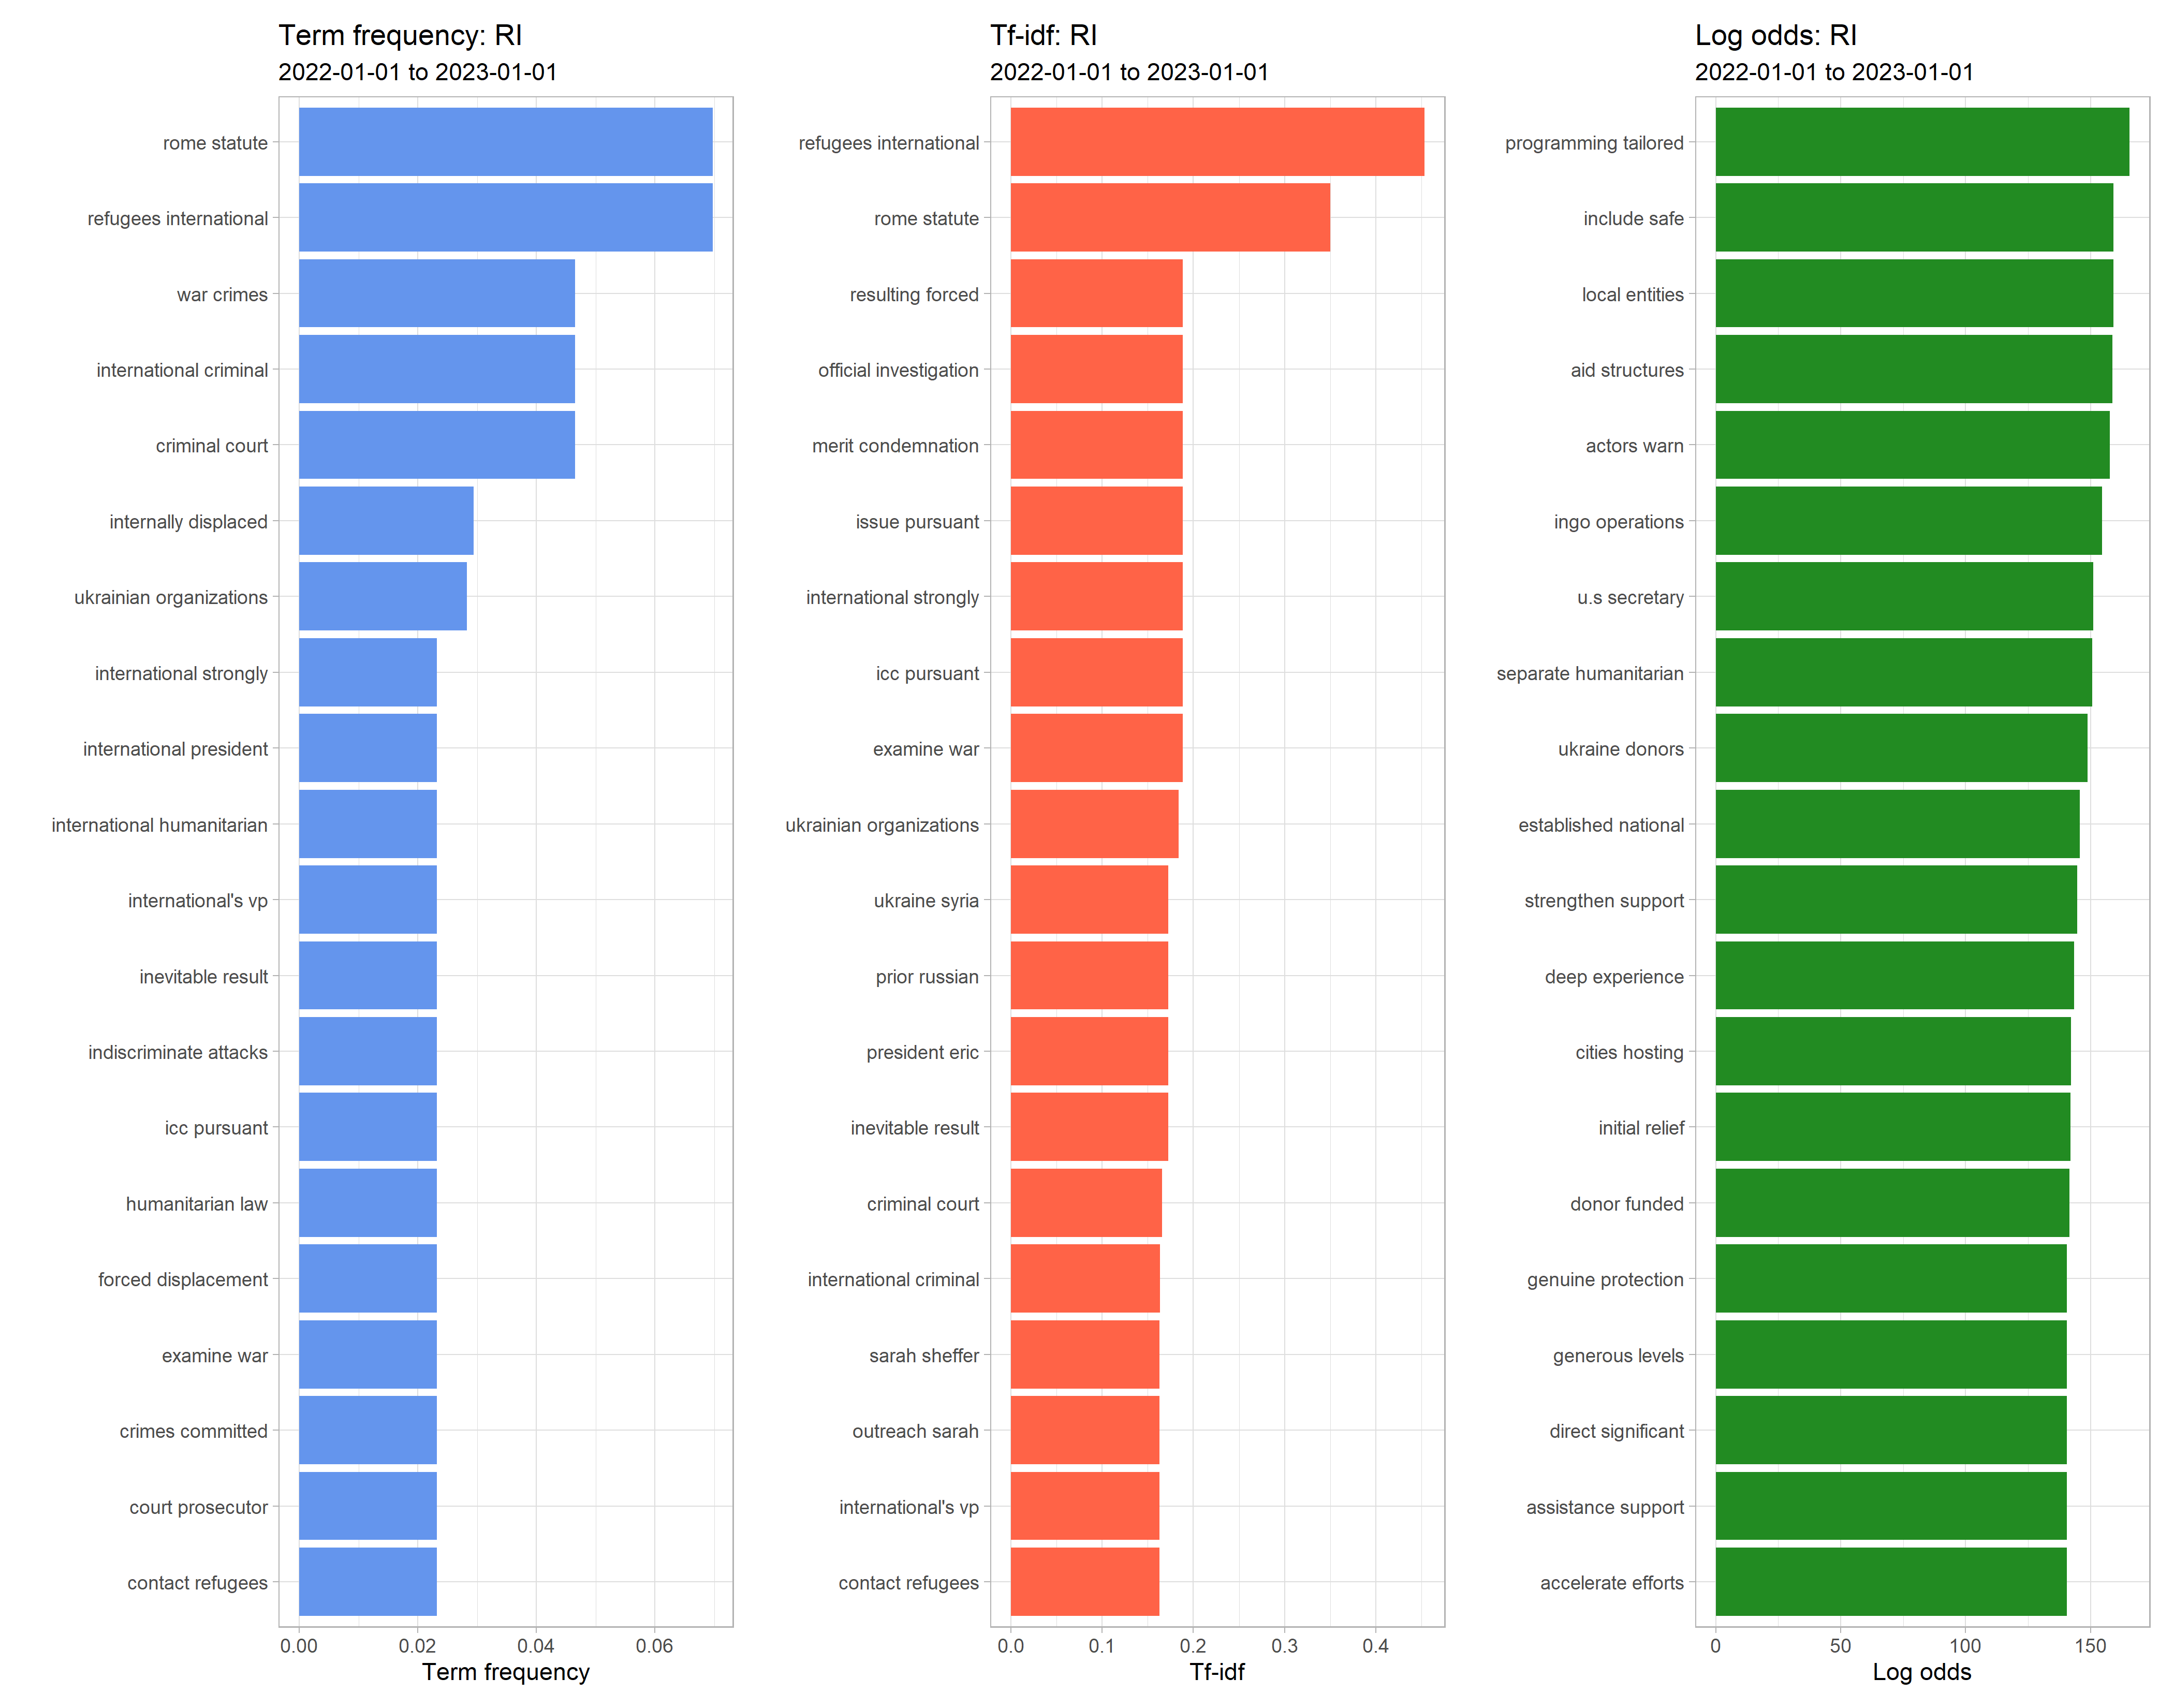 Term frequency: RI
2022-01-01 to 2023-01-01
rome statute
refugees international
war crimes
international criminal
criminal court
internally displaced
ukrainian organizations
international strongly
international president
international humanitarian
international's vp
inevitable result
indiscriminate attacks
icc pursuant
humanitarian law
forced displacement
examine war
crimes committed
court prosecutor
contact refugees
0.00 0.02 0.04 0.06
Term frequency
Tf-idf: RI
2022-01-01 to 2023-01-01
refugees international
rome statute
resulting forced
official investigation
merit condemnation
issue pursuant
international strongly
icc pursuant
examine war
ukrainian organizations
ukraine syria
prior russian
president eric
inevitable result
criminal court
international criminal
sarah sheffer
outreach sarah
international's vp
contact refugees
0.0 0.1 0.2 0.3 0.4
Tf-idf
Log odds: RI
2022-01-01 to 2023-01-01
programming tailored
include safe
local entities
aid structures
actors warn
ingo operations
u.s secretary
separate humanitarian
ukraine donors
established national
strengthen support
deep experience
cities hosting
initial relief
donor funded
genuine protection
generous levels
direct significant
assistance support
accelerate efforts
0 50 100 150
Log odds